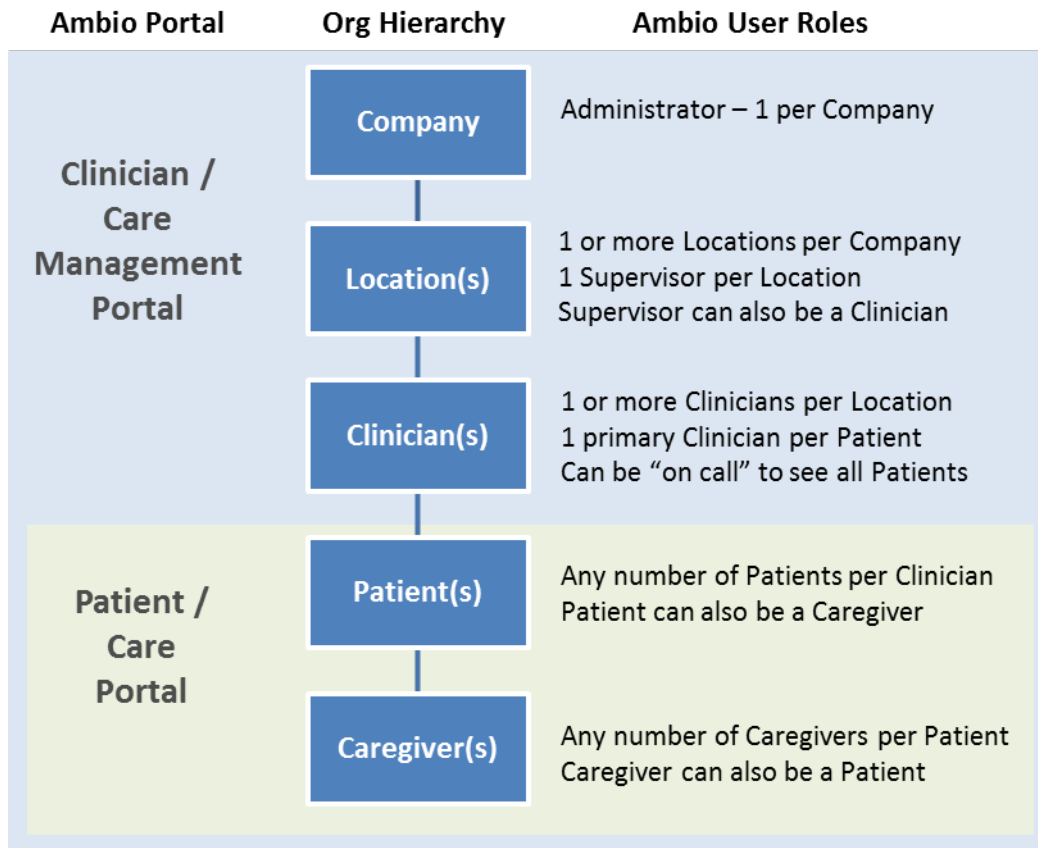 Ambio Portal
Org Hierarchy
Ambio User Roles
Clinician /
Care
Management
Portal
Company
Administrator – 1 per Company
Location(s)
1 or more Locations per Company
1 Supervisor per Location
Supervisor can also be a Clinician
Clinician(s)
1 or more Clinicians per Location
1 primary Clinician per Patient
Can be “on call” to see all Patients
Patient /
Care
Portal
Patient(s)
Any number of Patients per Clinician
Patient can also be a Caregiver
Caregiver(s)
Any number of Caregivers per Patient
Caregiver can also be a Patient